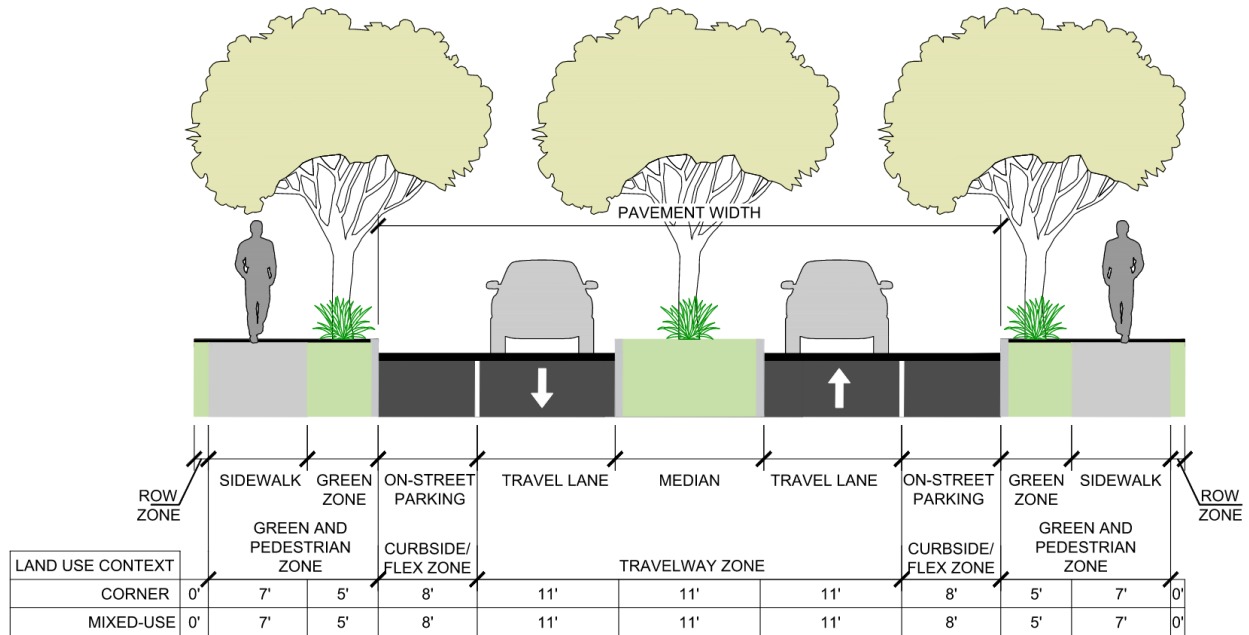 PAVEMENT WIDTH
ROW
ZONE
SIDEWALK
GREEN
ZONE
ON-STREET
PARKING
TRAVEL LANE
MEDIAN
TRAVEL LANE
ON-STREET
PARKING
GREEN
ZONE
SIDEWALK
ROW
ZONE
GREEN AND
PEDESTRIAN
ZONE
CURBSIDE/
FLEX ZONE
TRAVELWAY ZONE
CURBSIDE/
FLEX ZONE
GREEN AND
PEDESTRIAN
ZONE
LAND USE CONTEXT
CORNER 0' 7' 5' 8' 11' 11' 11' 8' 5' 7' 0'
MIXED-USE 0' 7' 5' 8' 11' 11' 11' 8' 5' 7' 0'